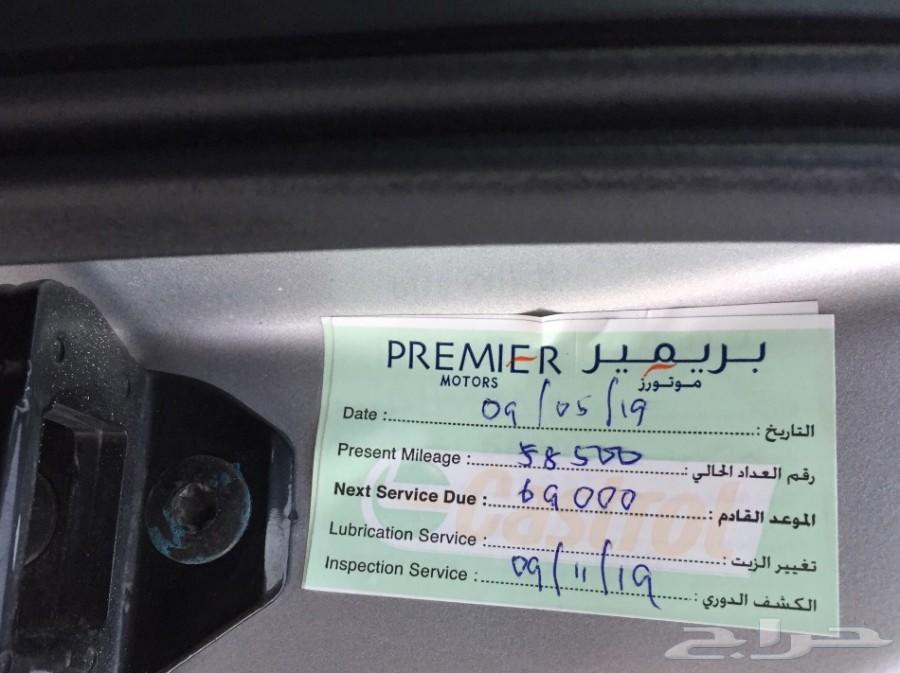 PREMIER بريمير
MOTORS موتورز
Date : 09/05/19 التاريخ :
Present Mileage : 58500 رقم العداد الحالي :
Next Service Due : 69000 الموعد القادم :
Castrol
Lubrication Service : تغيير الزيت :
Inspection Service : 09/11/19 الكشف الدوري :
حراج